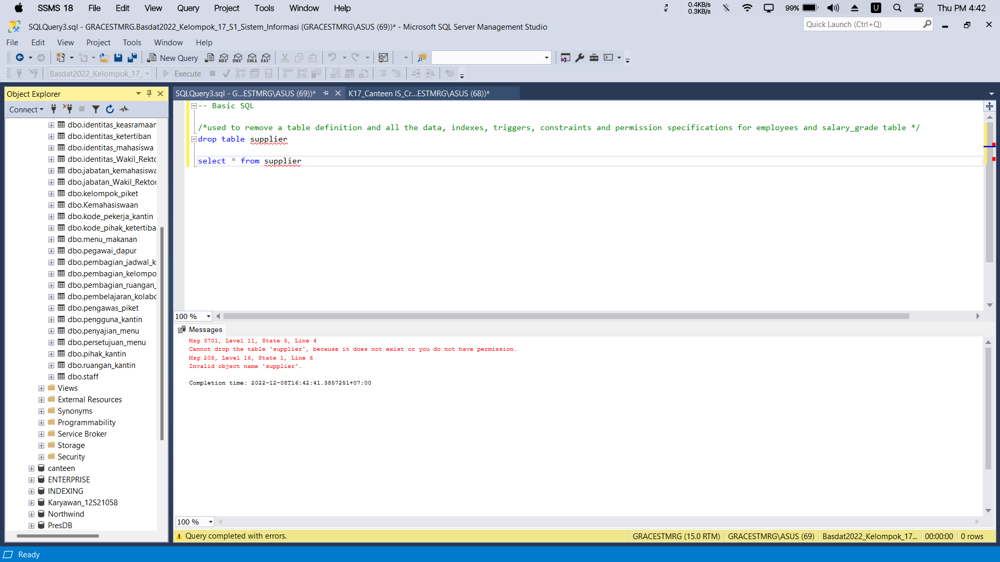 SSMS 18 File Edit View Query Project Tools Window Help
0.4KB/s
0.3KB/s
99%
U
Thu PM 4:42
SQLQuery3.sql - GRACESTMRG.Basdat2022_Kelompok_17_S1_Sistem_Informasi (GRACESTMRG\ASUS (69))* - Microsoft SQL Server Management Studio
Quick Launch (Ctrl+Q)
File Edit View Project Tools Window Help
New Query
MDX DMX XMLA DAX
Basdat2022_Kelompok_17_
Execute
Object Explorer
SQLQuery3.sql - G...ESTMRG\ASUS (69))*
K17_Canteen IS_Cr...ESTMRG\ASUS (68))*
Connect
dbo.identitas_keasramaan
dbo.identitas_ketertiban
dbo.identitas_mahasiswa
dbo.identitas_Wakil_Rekto
dbo.jabatan_kemahasiswa
dbo.jabatan_Wakil_Rektor
dbo.kelompok_piket
dbo.Kemahasiswaan
dbo.kode_pekerja_kantin
dbo.kode_pihak_ketertiba
dbo.menu_makanan
dbo.pegawai_dapur
dbo.pembagian_jadwal_k
dbo.pembagian_kelompo
dbo.pembagian_ruangan_
dbo.pembelajaran_kolabo
dbo.pengawas_piket
dbo.pengguna_kantin
dbo.penyajian_menu
dbo.persetujuan_menu
dbo.pihak_kantin
dbo.ruangan_kantin
dbo.staff
Views
External Resources
Synonyms
Programmability
Service Broker
Storage
Security
canteen
ENTERPRISE
INDEXING
Karyawan_12S21058
Northwind
PresDB
-- Basic SQL
/*used to remove a table definition and all the data, indexes, triggers, constraints and permission specifications for employees and salary_grade table */
drop table supplier
select * from supplier
100 %
Messages
Msg 3701, Level 11, State 5, Line 4
Cannot drop the table 'supplier', because it does not exist or you do not have permission.
Msg 208, Level 16, State 1, Line 6
Invalid object name 'supplier'.
Completion time: 2022-12-08T16:42:41.3857251+07:00
100 %
Query completed with errors.
GRACESTMRG (15.0 RTM)
GRACESTMRG\ASUS (69)
Basdat2022_Kelompok_17...
00:00:00
0 rows
Ready